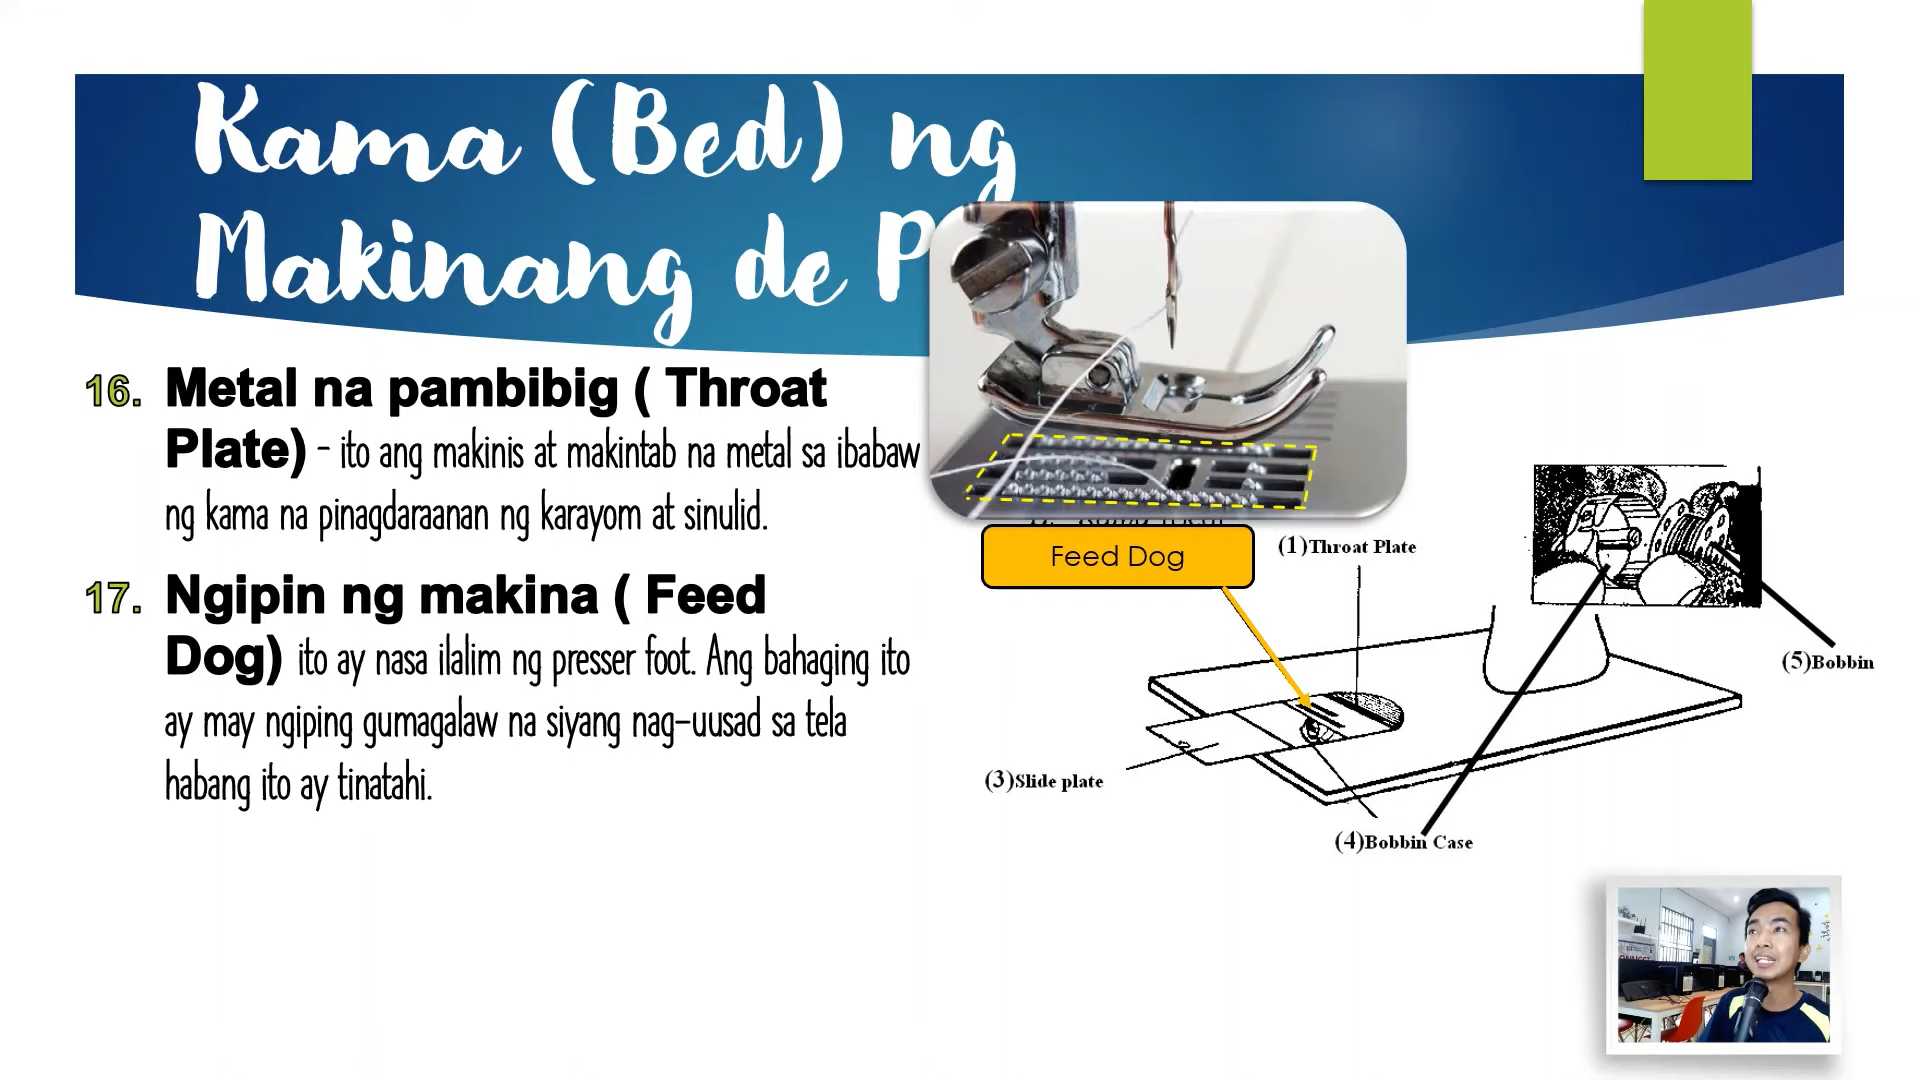 Kama (Bed) ng
Makinang de P
16. Metal na pambibig ( Throat
Plate) - ito ang makinis at makintab na metal sa ibabaw
ng kama na pinagdaraanan ng karayom at sinulid.
17. Ngipin ng makina ( Feed
Dog) ito ay nasa ilalim ng presser foot. Ang bahaging ito
ay may ngiping gumagalaw na siyang nag-uusad sa tela
habang ito ay tinatahi.
Feed Dog
(1)Throat Plate
(5)Bobbin
(3)Slide plate
(4)Bobbin Case